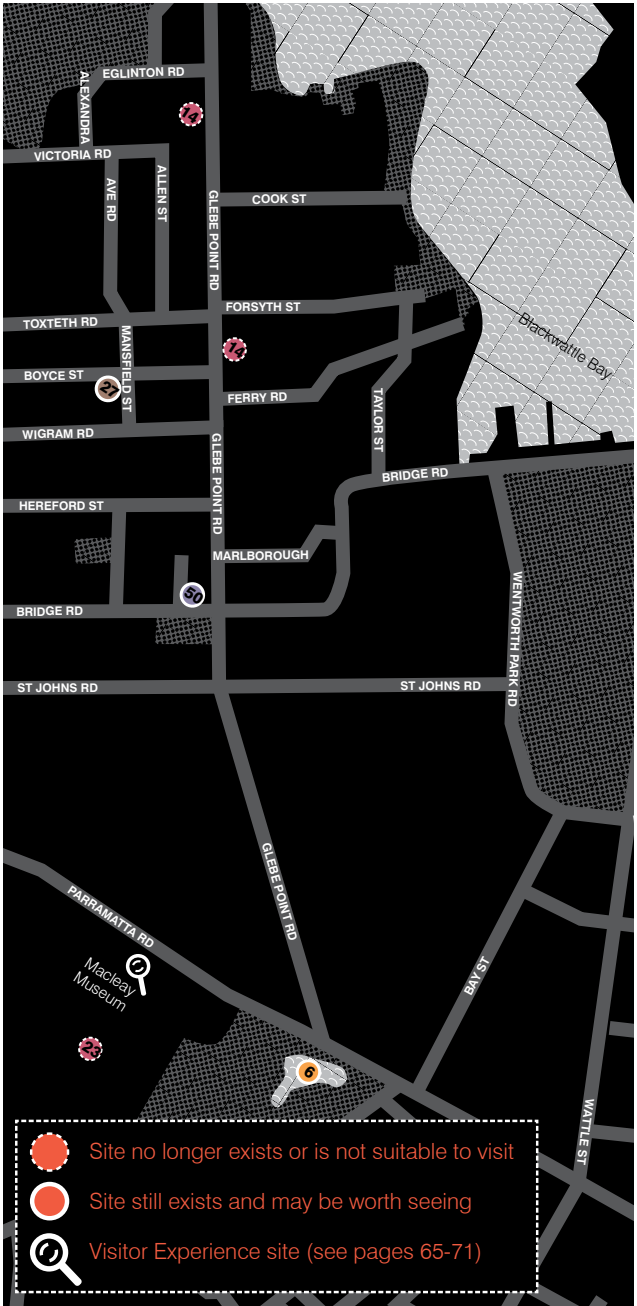 EGLINTON RD
ALEXANDRA
14
VICTORIA RD
AVE RD
ALLEN ST
GLEBE POINT RD
COOK ST
FORSYTH ST
TOXTETH RD
Blackwattle Bay
14
MANSFIELD ST
BOYCE ST
27
FERRY RD
TAYLOR ST
WIGRAM RD
GLEBE POINT RD
BRIDGE RD
HEREFORD ST
MARLBOROUGH
WENTWORTH PARK RD
50
BRIDGE RD
ST JOHNS RD
ST JOHNS RD
GLEBE POINT RD
PARRAMATTA RD
BAY ST
Macleay
Museum
23
6
WATTLE ST
Site no longer exists or is not suitable to visit
Site still exists and may be worth seeing
Visitor Experience site (see pages 65-71)